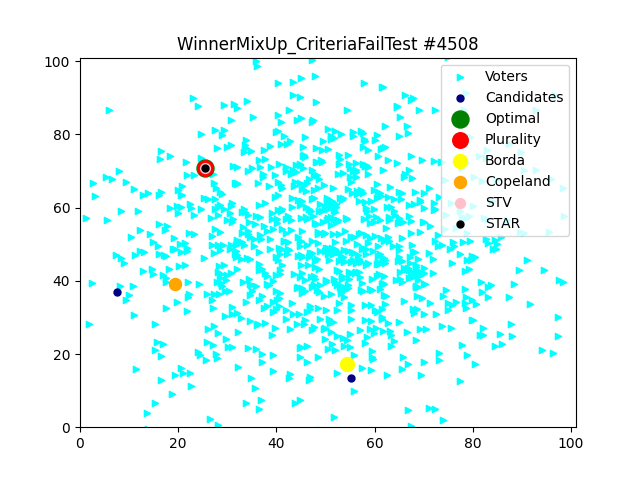 WinnerMixUp_CriteriaFailTest #4508
100
80
60
40
20
0
0
20
40
60
80
100
Voters
Candidates
Optimal
Plurality
Borda
Copeland
STV
STAR